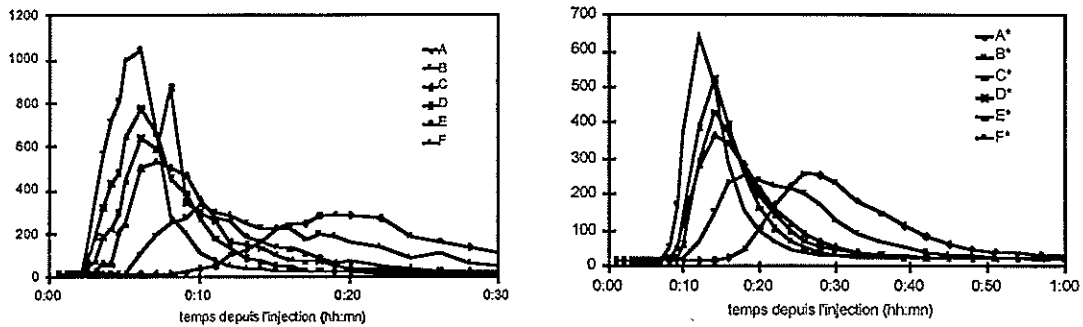 1200
1000
800
600
400
200
0
0:00
0:10
0:20
0:30
temps depuis l'injection (hh:mn)
A
B
C
D
E
F
700
600
500
400
300
200
100
0
0:00
0:10
0:20
0:30
0:40
0:50
1:00
temps depuis l'injection (hh:mn)
A*
B*
C*
D*
E*
F*